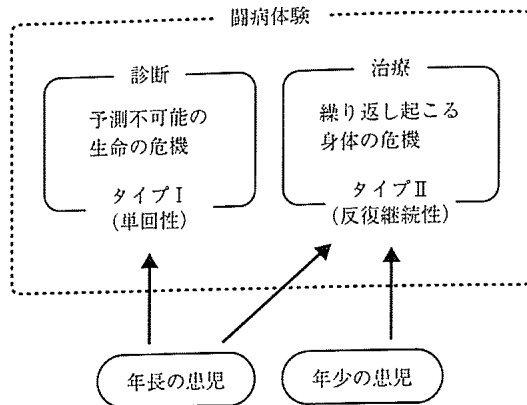 闘病体験
診断
治療
予測不可能の
生命の危機
繰り返し起こる
身体の危機
タイプⅠ
(単回性)
タイプⅡ
(反復継続性)
年長の患児
年少の患児